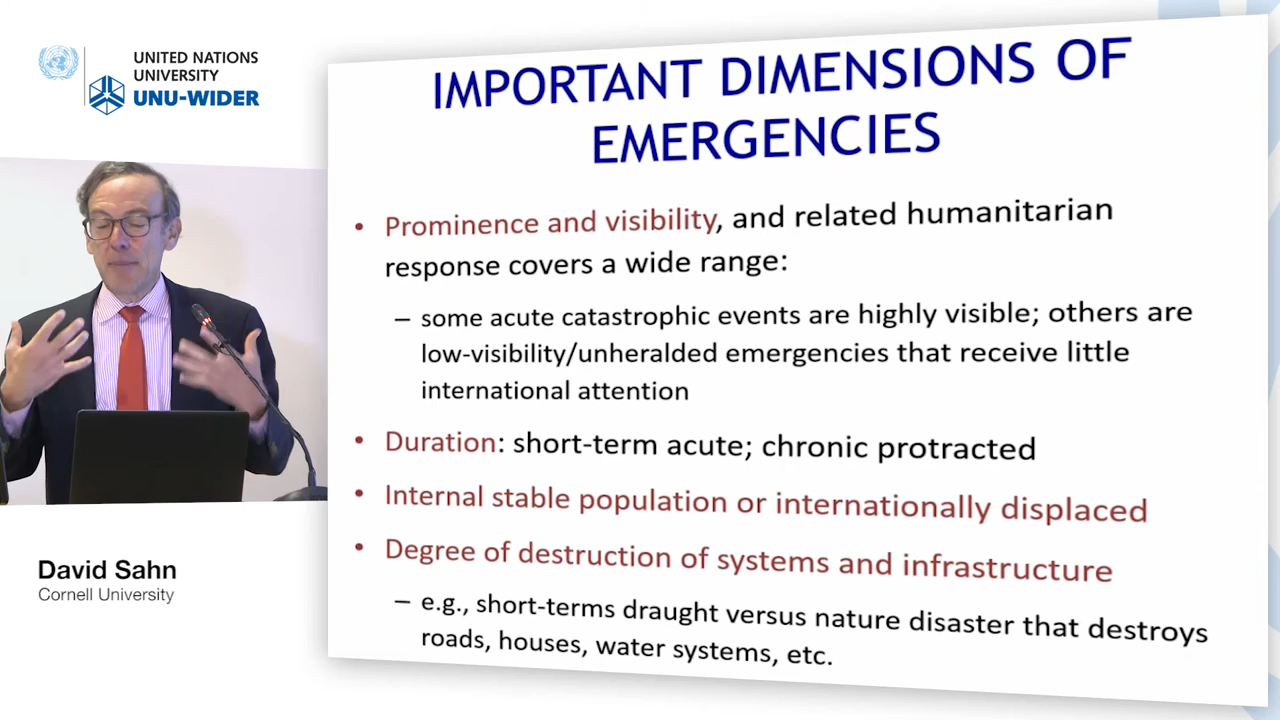 UNITED NATIONS
UNIVERSITY
UNU-WIDER
IMPORTANT DIMENSIONS OF
EMERGENCIES
• Prominence and visibility, and related humanitarian
response covers a wide range:
– some acute catastrophic events are highly visible; others are
low-visibility/unheralded emergencies that receive little
international attention
• Duration: short-term acute; chronic protracted
• Internal stable population or internationally displaced
• Degree of destruction of systems and infrastructure
– e.g., short-terms draught versus nature disaster that destroys
roads, houses, water systems, etc.
David Sahn
Cornell University